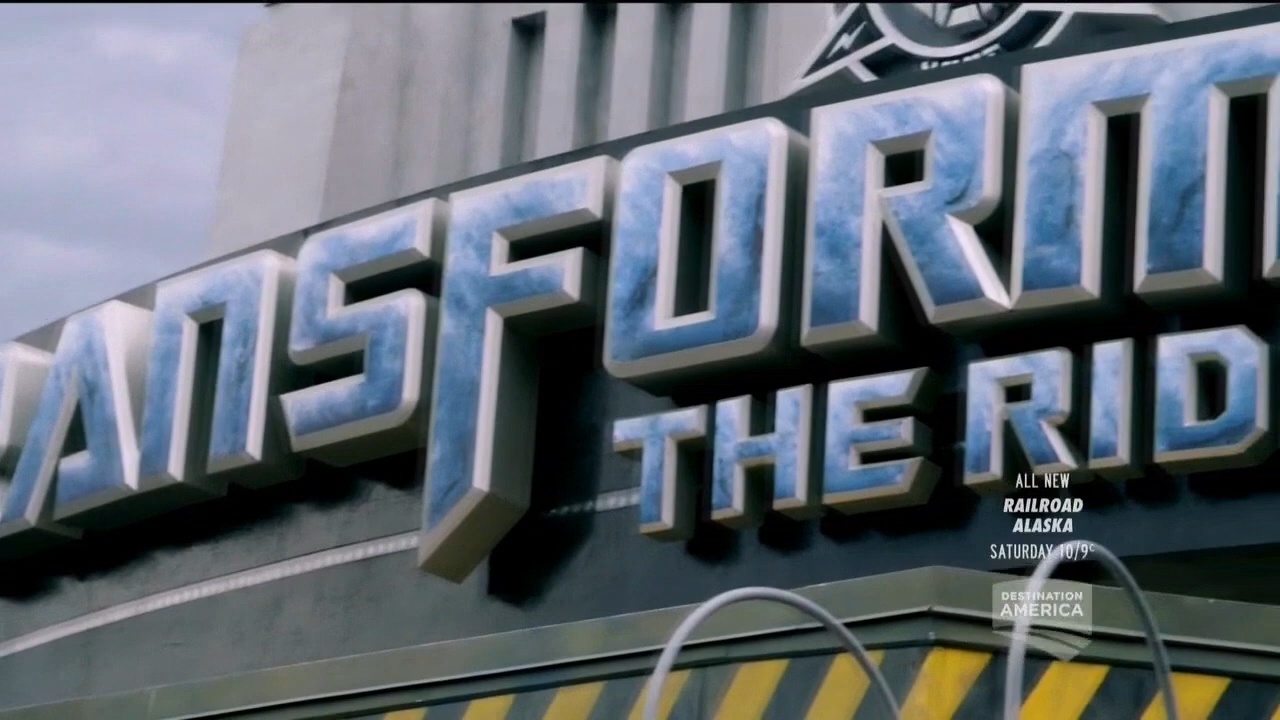 ANSFORM
THE RID
ALL NEW
RAILROAD
ALASKA
SATURDAY 10/9c
DESTINATION
AMERICA